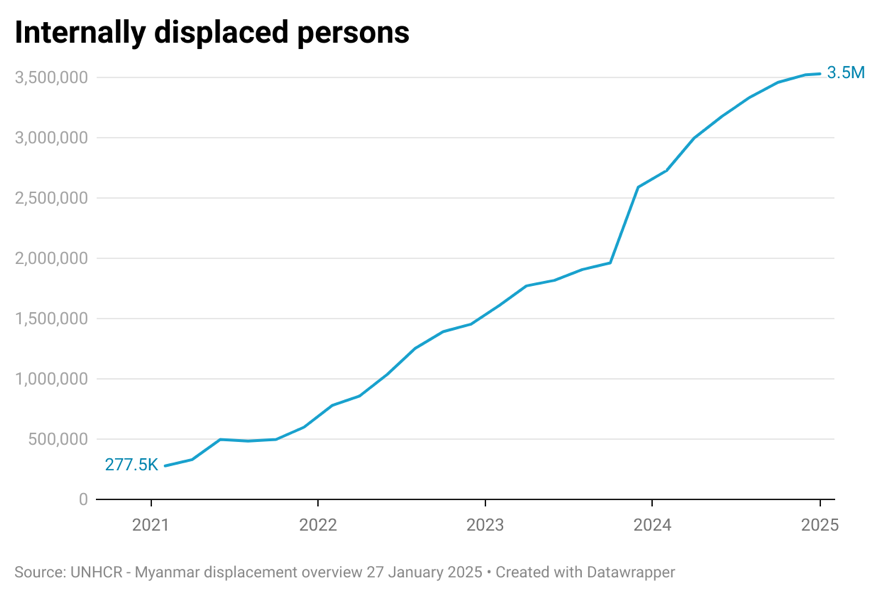 Internally displaced persons
3,500,000
3.5M
3,000,000
2,500,000
2,000,000
1,500,000
1,000,000
500,000
277.5K
0
2021 2022 2023 2024 2025
Source: UNHCR - Myanmar displacement overview 27 January 2025 • Created with Datawrapper